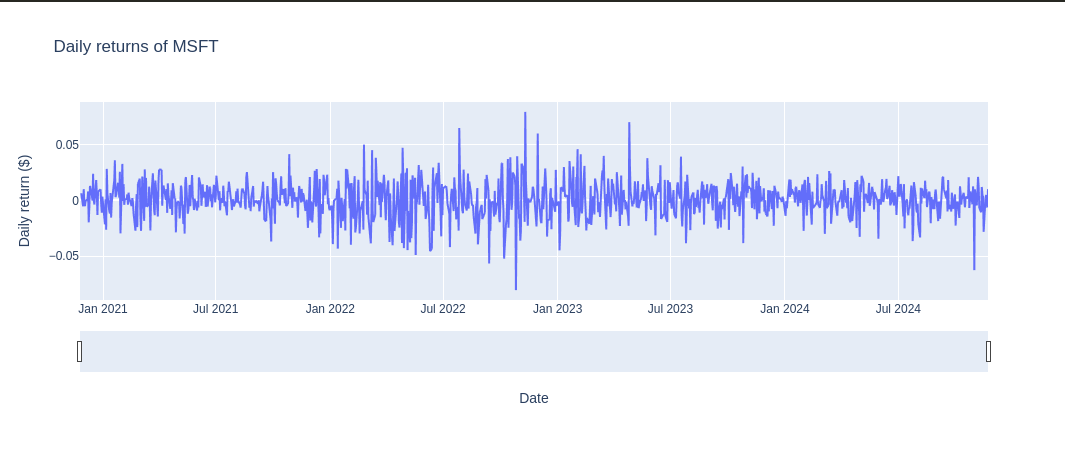 Daily returns of MSFT
Daily return ($)
0.05
0
−0.05
Jan 2021 Jul 2021 Jan 2022 Jul 2022 Jan 2023 Jul 2023 Jan 2024 Jul 2024
Date